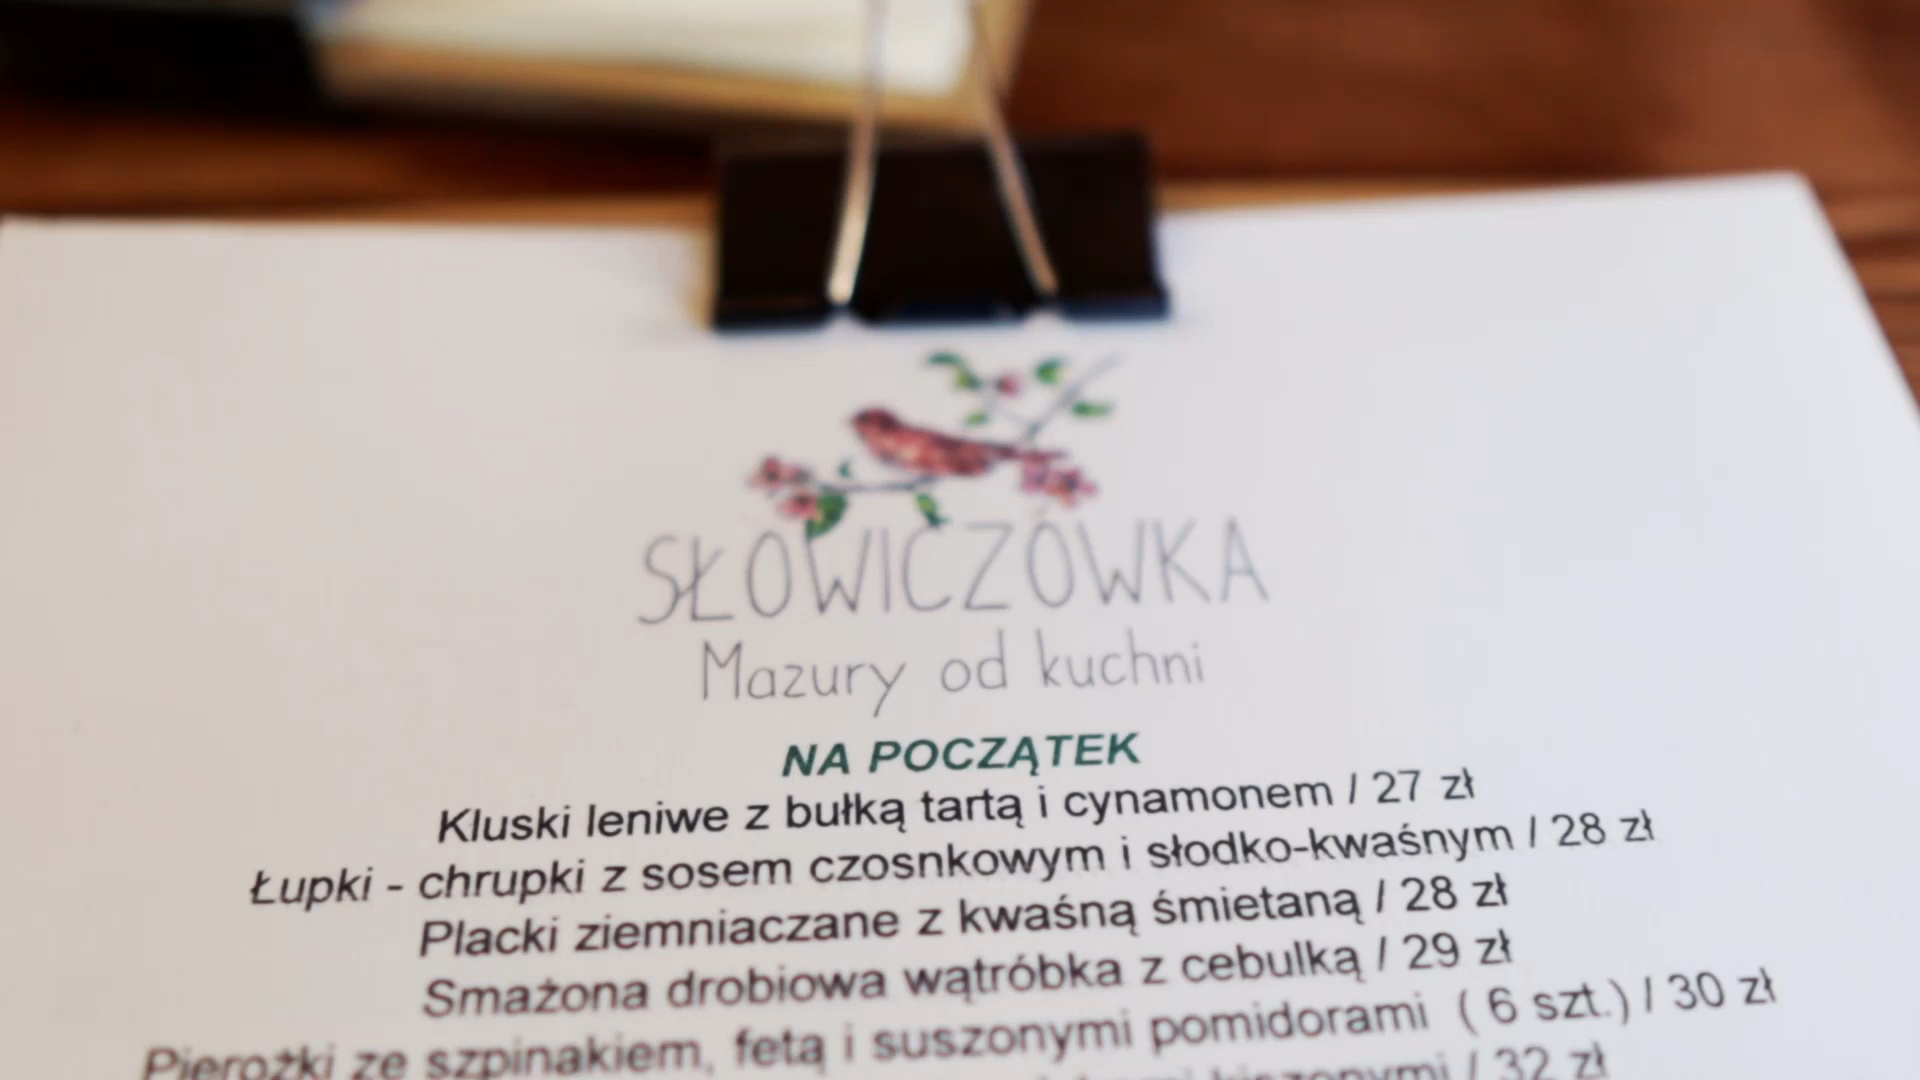 SŁOWICZÓWKA
Mazury od kuchni
NA POCZĄTEK
Kluski leniwe z bułką tartą i cynamonem / 27 zł
Łupki - chrupki z sosem czosnkowym i słodko-kwaśnym / 28 zł
Placki ziemniaczane z kwaśną śmietaną / 28 zł
Smażona drobiowa wątróbka z cebulką / 29 zł
Pierożki ze szpinakiem, fetą i suszonymi pomidorami ( 6 szt.) / 30 zł
/ 32 zł